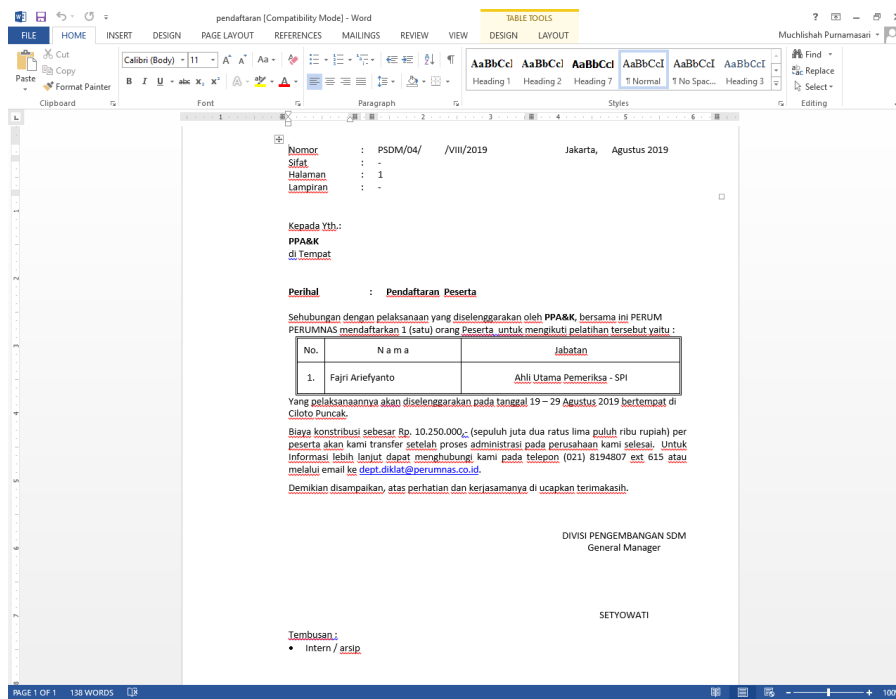 pendaftaran [Compatibility Mode] - Word
TABLE TOOLS
FILE HOME INSERT DESIGN PAGE LAYOUT REFERENCES MAILINGS REVIEW VIEW DESIGN LAYOUT
Muchlishah Purnamasari
Paste
Cut
Copy
Format Painter
Clipboard
Calibri (Body) 11
Font
Paragraph
AaBbCc AaBbCc AaBbCcI AaBbCcI AaBbCcI AaBbCcI
Heading 1 Heading 2 Heading 7 ¶ Normal ¶ No Spac... Heading 3
Styles
Find
Replace
Select
Editing
Nomor : PSDM/04/ /VIII/2019 Jakarta, Agustus 2019
Sifat : -
Halaman : 1
Lampiran : -
Kepada Yth.:
PPA&K
di Tempat
Perihal : Pendaftaran Peserta
Sehubungan dengan pelaksanaan yang diselenggarakan oleh PPA&K, bersama ini PERUM
PERUMNAS mendaftarkan 1 (satu) orang Peserta untuk mengikuti pelatihan tersebut yaitu :
No. N a m a Jabatan
1. Fajri Ariefyanto Ahli Utama Pemeriksa - SPI
Yang pelaksanaannya akan diselenggarakan pada tanggal 19 – 29 Agustus 2019 bertempat di
Ciloto Puncak.
Biaya konstribusi sebesar Rp. 10.250.000,- (sepuluh juta dua ratus lima puluh ribu rupiah) per
peserta akan kami transfer setelah proses administrasi pada perusahaan kami selesai. Untuk
Informasi lebih lanjut dapat menghubungi kami pada telepon (021) 8194807 ext 615 atau
melalui email ke dept.diklat@perumnas.co.id.
Demikian disampaikan, atas perhatian dan kerjasamanya di ucapkan terimakasih.
DIVISI PENGEMBANGAN SDM
General Manager
SETYOWATI
Tembusan :
• Intern / arsip
PAGE 1 OF 1 138 WORDS